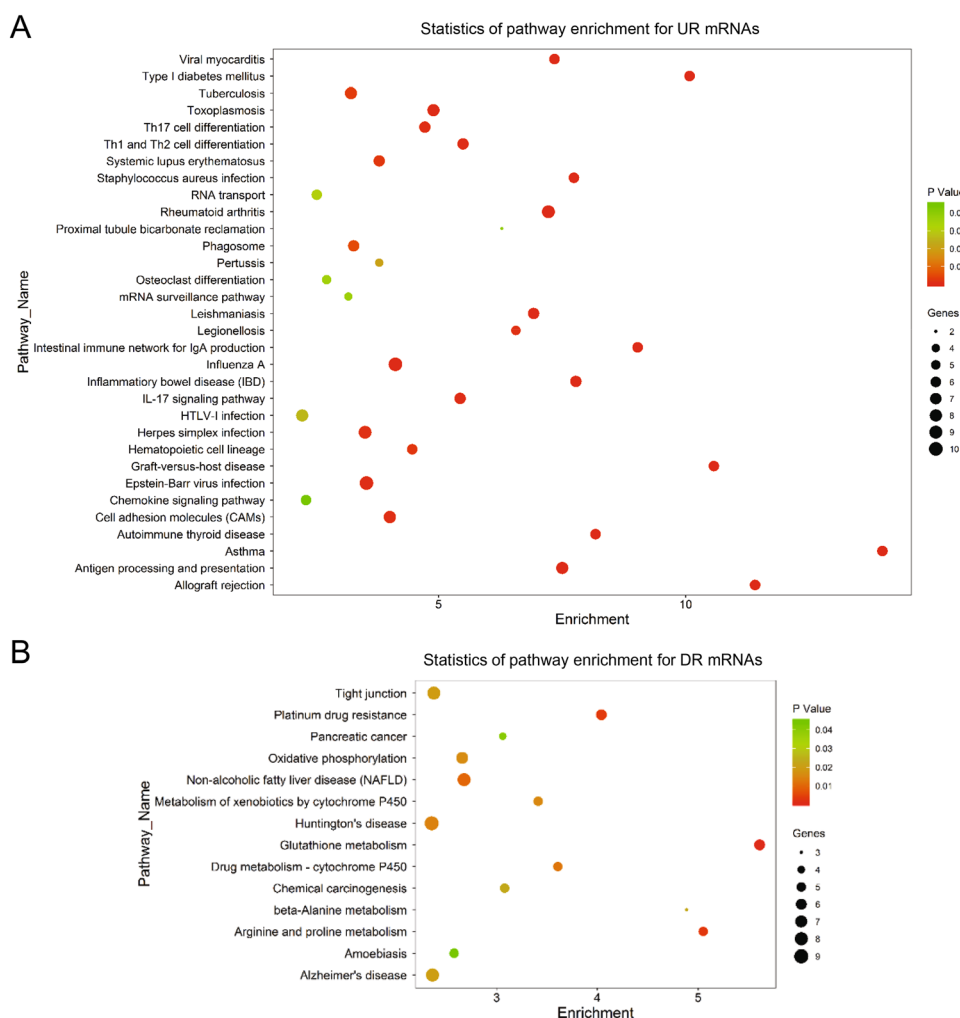 A
Statistics of pathway enrichment for UR mRNAs
Pathway_Name
Viral myocarditis
Type I diabetes mellitus
Tuberculosis
Toxoplasmosis
Th17 cell differentiation
Th1 and Th2 cell differentiation
Systemic lupus erythematosus
Staphylococcus aureus infection
RNA transport
Rheumatoid arthritis
Proximal tubule bicarbonate reclamation
Phagosome
Pertussis
Osteoclast differentiation
mRNA surveillance pathway
Leishmaniasis
Legionellosis
Intestinal immune network for IgA production
Influenza A
Inflammatory bowel disease (IBD)
IL-17 signaling pathway
HTLV-I infection
Herpes simplex infection
Hematopoietic cell lineage
Graft-versus-host disease
Epstein-Barr virus infection
Chemokine signaling pathway
Cell adhesion molecules (CAMs)
Autoimmune thyroid disease
Asthma
Antigen processing and presentation
Allograft rejection
5 10
Enrichment
P Value
0.0
0.0
0.0
Genes
2
4
5
6
7
8
9
10
B
Statistics of pathway enrichment for DR mRNAs
Pathway_Name
Tight junction
Platinum drug resistance
Pancreatic cancer
Oxidative phosphorylation
Non-alcoholic fatty liver disease (NAFLD)
Metabolism of xenobiotics by cytochrome P450
Huntington's disease
Glutathione metabolism
Drug metabolism - cytochrome P450
Chemical carcinogenesis
beta-Alanine metabolism
Arginine and proline metabolism
Amoebiasis
Alzheimer's disease
3 4 5
Enrichment
P Value
0.04
0.03
0.02
0.01
Genes
3
4
5
6
7
8
9